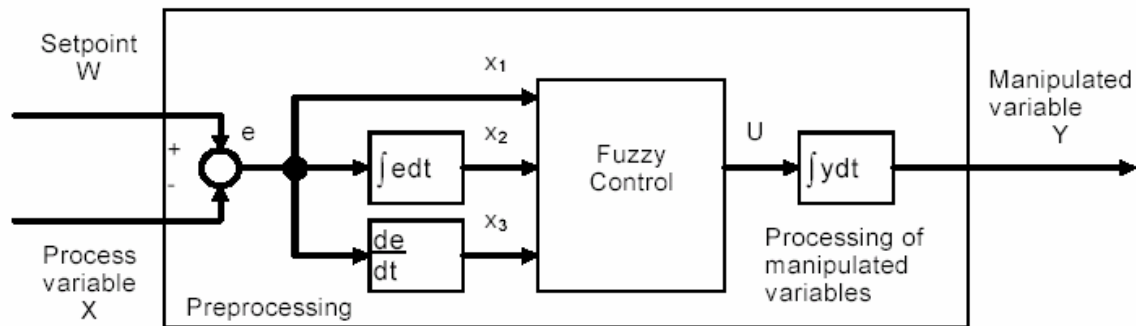 Setpoint
W
+
-
e
Process
variable
X
Preprocessing
x₁
x₂
x₃
∫edt
de
dt
Fuzzy
Control
U
∫ydt
Processing of
manipulated
variables
Manipulated
variable
Y